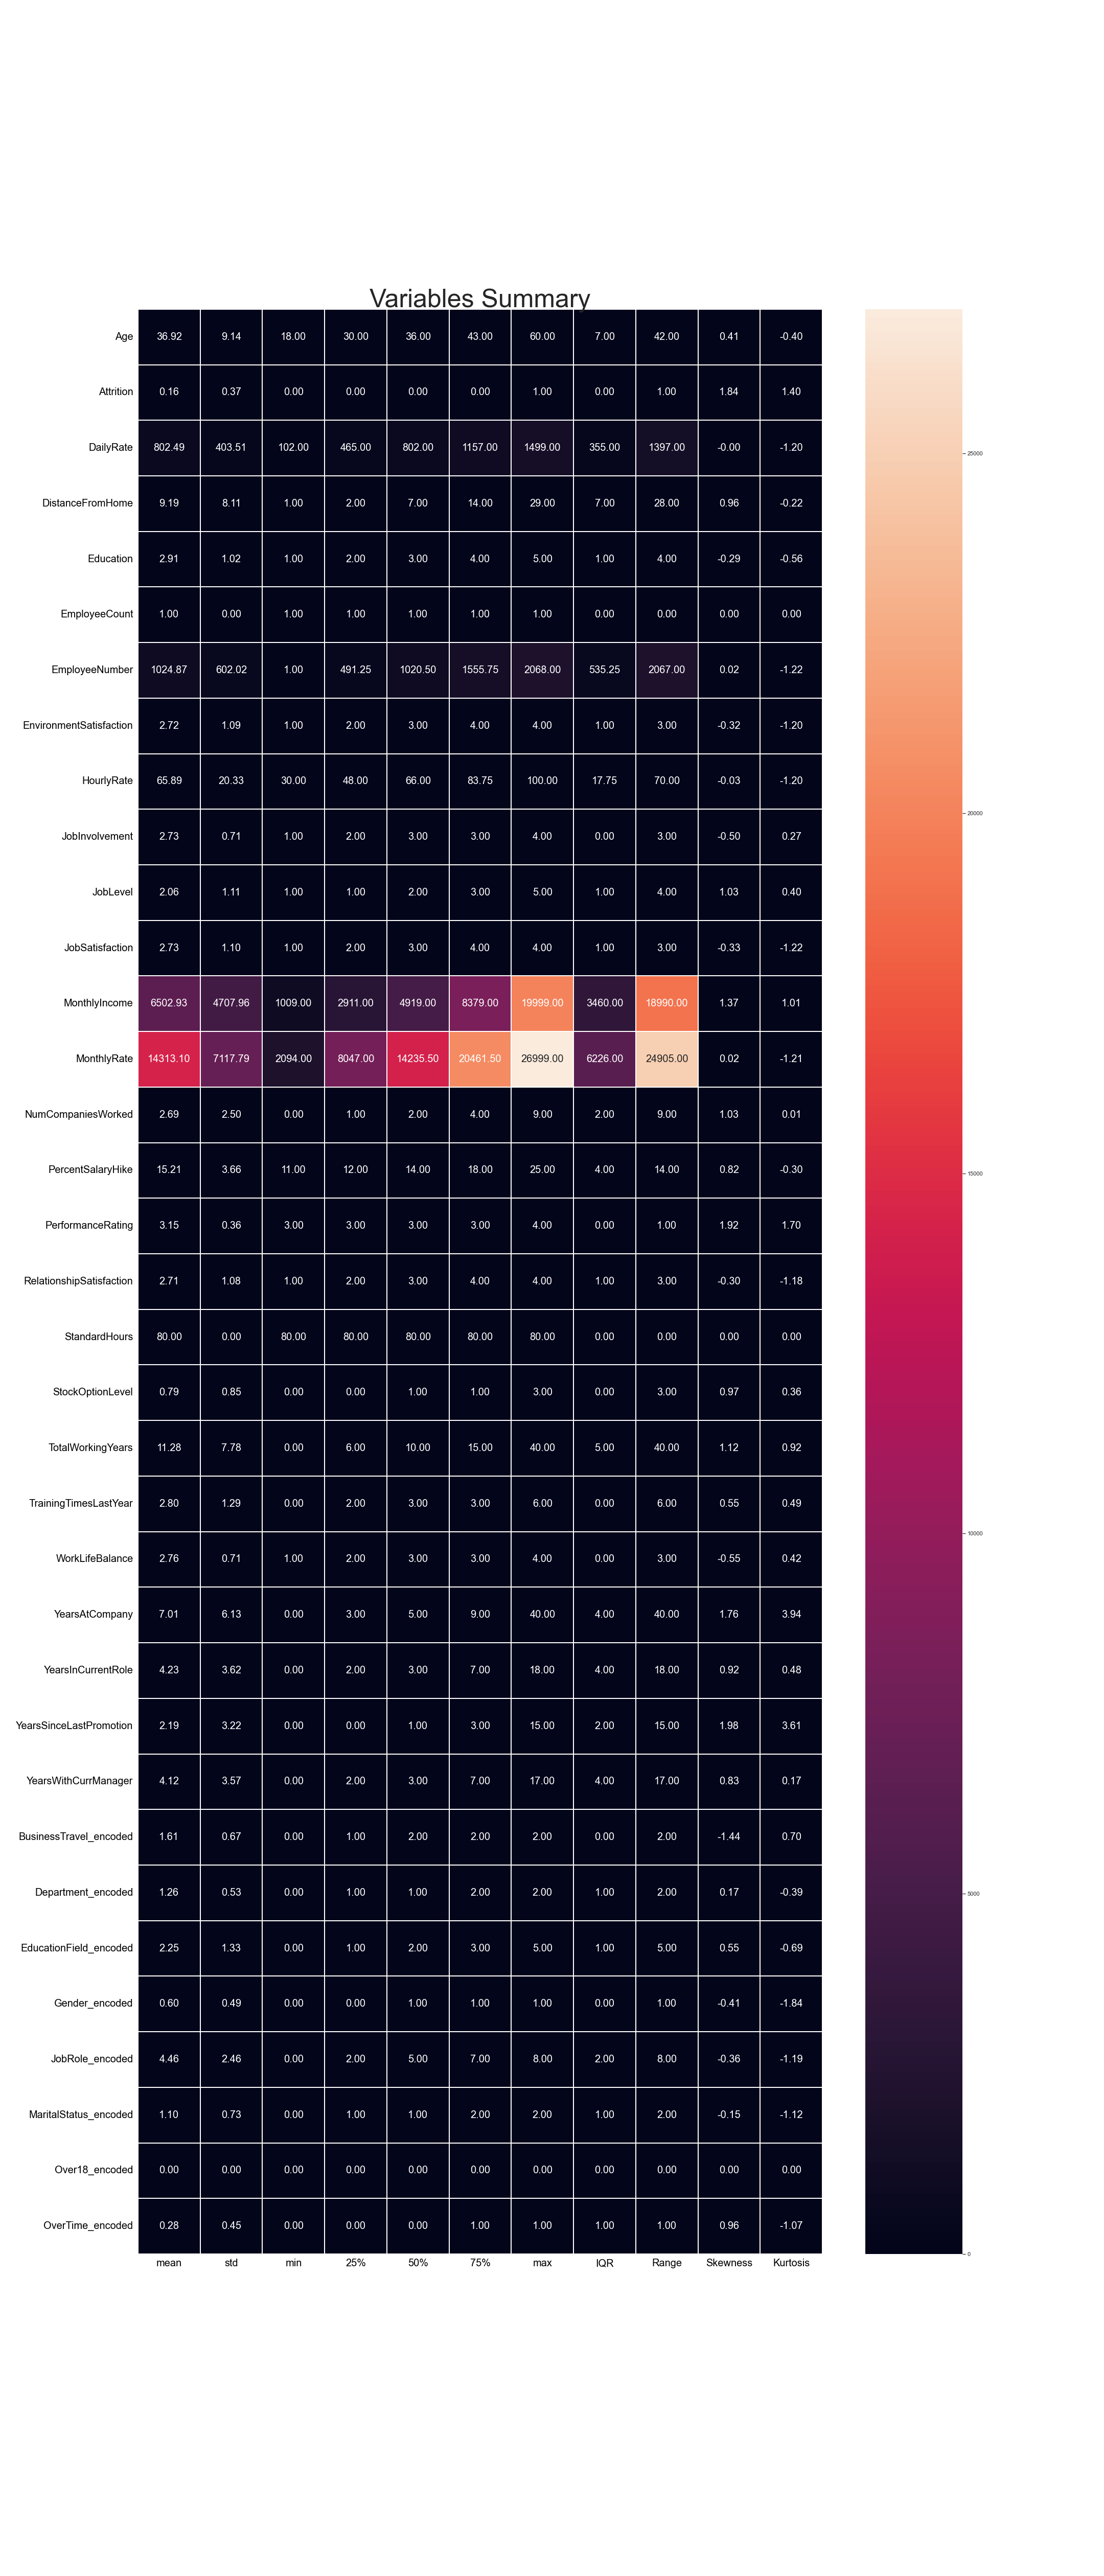 Variables Summary
Age 36.92 9.14 18.00 30.00 36.00 43.00 60.00 7.00 42.00 0.41 -0.40
Attrition 0.16 0.37 0.00 0.00 0.00 0.00 1.00 0.00 1.00 1.84 1.40
DailyRate 802.49 403.51 102.00 465.00 802.00 1157.00 1499.00 355.00 1397.00 -0.00 -1.20
25000
DistanceFromHome 9.19 8.11 1.00 2.00 7.00 14.00 29.00 7.00 28.00 0.96 -0.22
Education 2.91 1.02 1.00 2.00 3.00 4.00 5.00 1.00 4.00 -0.29 -0.56
EmployeeCount 1.00 0.00 1.00 1.00 1.00 1.00 1.00 0.00 0.00 0.00 0.00
EmployeeNumber 1024.87 602.02 1.00 491.25 1020.50 1555.75 2068.00 535.25 2067.00 0.02 -1.22
EnvironmentSatisfaction 2.72 1.09 1.00 2.00 3.00 4.00 4.00 1.00 3.00 -0.32 -1.20
HourlyRate 65.89 20.33 30.00 48.00 66.00 83.75 100.00 17.75 70.00 -0.03 -1.20
20000
JobInvolvement 2.73 0.71 1.00 2.00 3.00 3.00 4.00 0.00 3.00 -0.50 0.27
JobLevel 2.06 1.11 1.00 1.00 2.00 3.00 5.00 1.00 4.00 1.03 0.40
JobSatisfaction 2.73 1.10 1.00 2.00 3.00 4.00 4.00 1.00 3.00 -0.33 -1.22
MonthlyIncome 6502.93 4707.96 1009.00 2911.00 4919.00 8379.00 19999.00 3460.00 18990.00 1.37 1.01
MonthlyRate 14313.10 7117.79 2094.00 8047.00 14235.50 20461.50 26999.00 6226.00 24905.00 0.02 -1.21
NumCompaniesWorked 2.69 2.50 0.00 1.00 2.00 4.00 9.00 2.00 9.00 1.03 0.01
PercentSalaryHike 15.21 3.66 11.00 12.00 14.00 18.00 25.00 4.00 14.00 0.82 -0.30
15000
PerformanceRating 3.15 0.36 3.00 3.00 3.00 3.00 4.00 0.00 1.00 1.92 1.70
RelationshipSatisfaction 2.71 1.08 1.00 2.00 3.00 4.00 4.00 1.00 3.00 -0.30 -1.18
StandardHours 80.00 0.00 80.00 80.00 80.00 80.00 80.00 0.00 0.00 0.00 0.00
StockOptionLevel 0.79 0.85 0.00 0.00 1.00 1.00 3.00 0.00 3.00 0.97 0.36
TotalWorkingYears 11.28 7.78 0.00 6.00 10.00 15.00 40.00 5.00 40.00 1.12 0.92
TrainingTimesLastYear 2.80 1.29 0.00 2.00 3.00 3.00 6.00 0.00 6.00 0.55 0.49
10000
WorkLifeBalance 2.76 0.71 1.00 2.00 3.00 3.00 4.00 0.00 3.00 -0.55 0.42
YearsAtCompany 7.01 6.13 0.00 3.00 5.00 9.00 40.00 4.00 40.00 1.76 3.94
YearsInCurrentRole 4.23 3.62 0.00 2.00 3.00 7.00 18.00 4.00 18.00 0.92 0.48
YearsSinceLastPromotion 2.19 3.22 0.00 0.00 1.00 3.00 15.00 2.00 15.00 1.98 3.61
YearsWithCurrManager 4.12 3.57 0.00 2.00 3.00 7.00 17.00 4.00 17.00 0.83 0.17
BusinessTravel_encoded 1.61 0.67 0.00 1.00 2.00 2.00 2.00 0.00 2.00 -1.44 0.70
Department_encoded 1.26 0.53 0.00 1.00 1.00 2.00 2.00 1.00 2.00 0.17 -0.39
5000
EducationField_encoded 2.25 1.33 0.00 1.00 2.00 3.00 5.00 1.00 5.00 0.55 -0.69
Gender_encoded 0.60 0.49 0.00 0.00 1.00 1.00 1.00 0.00 1.00 -0.41 -1.84
JobRole_encoded 4.46 2.46 0.00 2.00 5.00 7.00 8.00 2.00 8.00 -0.36 -1.19
MaritalStatus_encoded 1.10 0.73 0.00 1.00 1.00 2.00 2.00 1.00 2.00 -0.15 -1.12
Over18_encoded 0.00 0.00 0.00 0.00 0.00 0.00 0.00 0.00 0.00 0.00 0.00
OverTime_encoded 0.28 0.45 0.00 0.00 0.00 1.00 1.00 1.00 1.00 0.96 -1.07
0
mean std min 25% 50% 75% max IQR Range Skewness Kurtosis